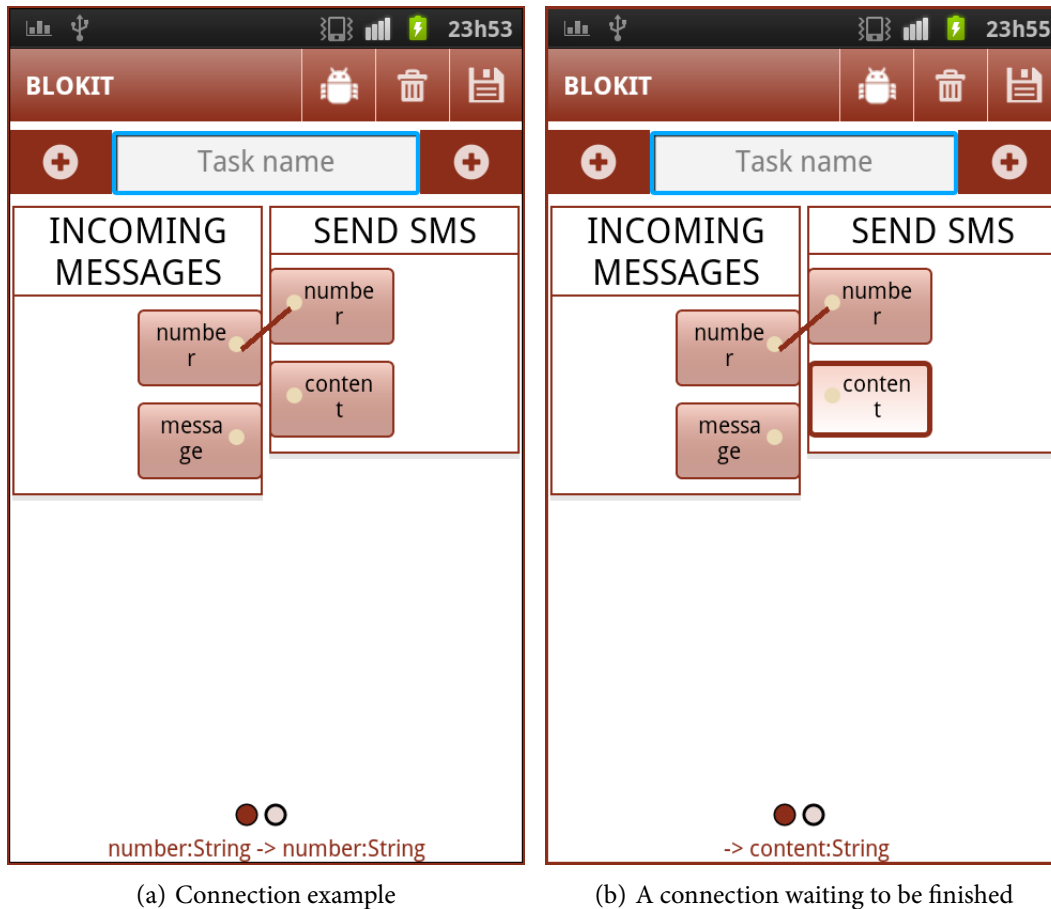 23h53
BLOKIT
Task name
INCOMING
MESSAGES
SEND SMS
numbe
r
numbe
r
conten
t
messa
ge
number:String -> number:String
(a) Connection example
23h55
BLOKIT
Task name
INCOMING
MESSAGES
SEND SMS
numbe
r
numbe
r
conten
t
messa
ge
-> content:String
(b) A connection waiting to be finished